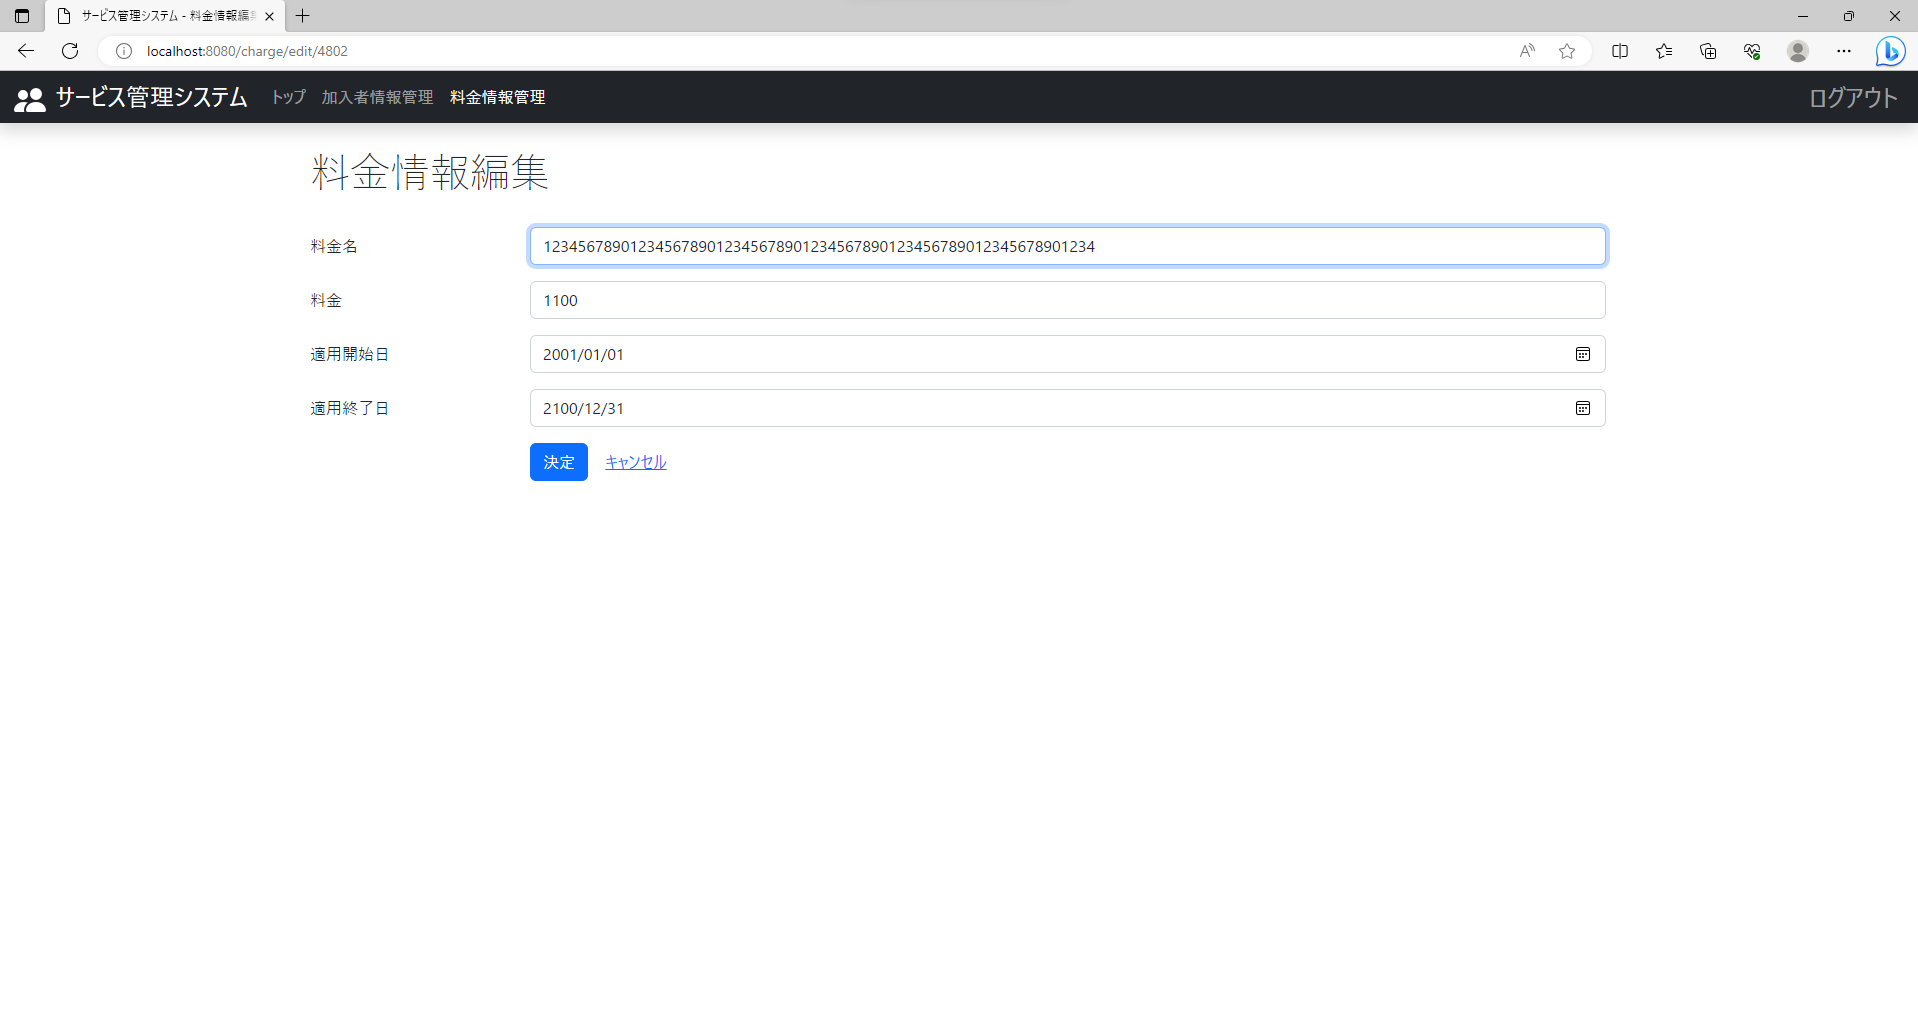 サービス管理システム - 料金情報編集
localhost:8080/charge/edit/4802
サービス管理システム トップ 加入者情報管理 料金情報管理 ログアウト
料金情報編集
料金名 1234567890123456789012345678901234567890123456789012345678901234
料金 1100
適用開始日 2001/01/01
適用終了日 2100/12/31
決定 キャンセル